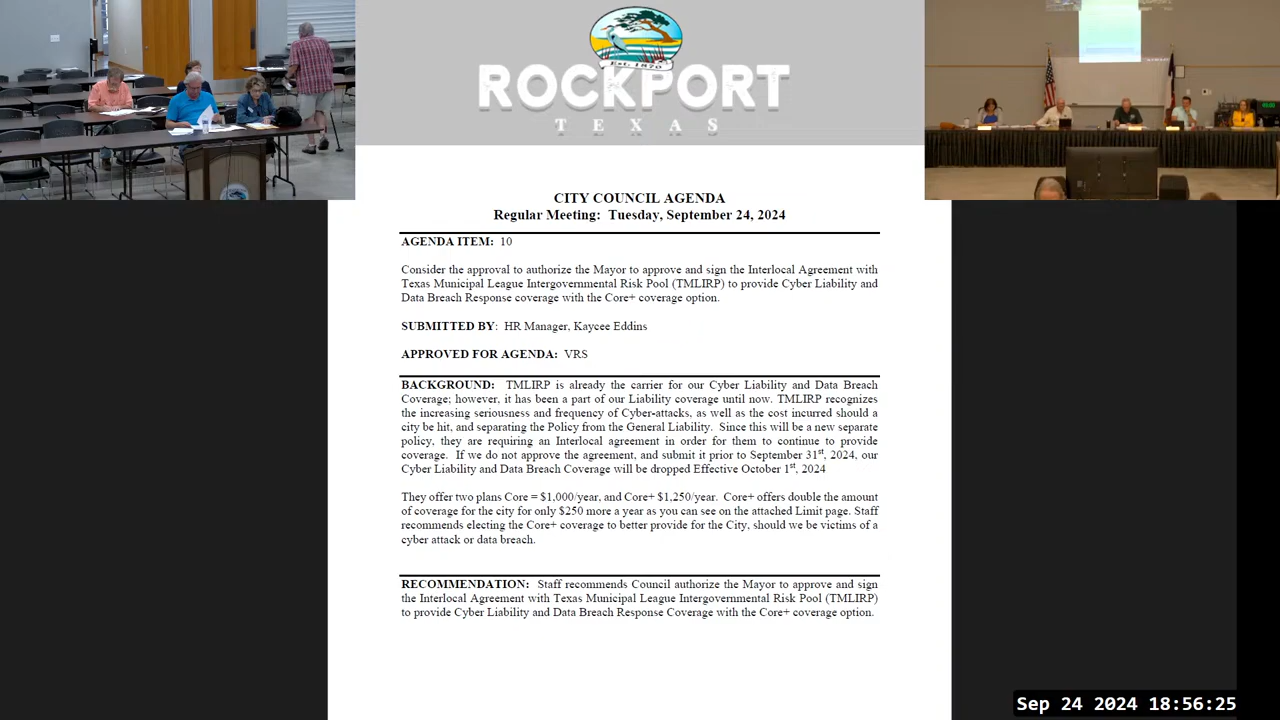 Est. 1870
ROCKPORT
TEXAS
CITY COUNCIL AGENDA
Regular Meeting: Tuesday, September 24, 2024
AGENDA ITEM: 10
Consider the approval to authorize the Mayor to approve and sign the Interlocal Agreement with
Texas Municipal League Intergovernmental Risk Pool (TMLIRP) to provide Cyber Liability and
Data Breach Response coverage with the Core+ coverage option.
SUBMITTED BY: HR Manager, Kaycee Eddins
APPROVED FOR AGENDA: VRS
BACKGROUND: TMLIRP is already the carrier for our Cyber Liability and Data Breach
Coverage; however, it has been a part of our Liability coverage until now. TMLIRP recognizes
the increasing seriousness and frequency of Cyber-attacks, as well as the cost incurred should a
city be hit, and separating the Policy from the General Liability. Since this will be a new separate
policy, they are requiring an Interlocal agreement in order for them to continue to provide
coverage. If we do not approve the agreement, and submit it prior to September 31st, 2024, our
Cyber Liability and Data Breach Coverage will be dropped Effective October 1st, 2024
They offer two plans Core = $1,000/year, and Core+ $1,250/year. Core+ offers double the amount
of coverage for the city for only $250 more a year as you can see on the attached Limit page. Staff
recommends electing the Core+ coverage to better provide for the City, should we be victims of a
cyber attack or data breach.
RECOMMENDATION: Staff recommends Council authorize the Mayor to approve and sign
the Interlocal Agreement with Texas Municipal League Intergovernmental Risk Pool (TMLIRP)
to provide Cyber Liability and Data Breach Response Coverage with the Core+ coverage option.
Sep 24 2024 18:56:25